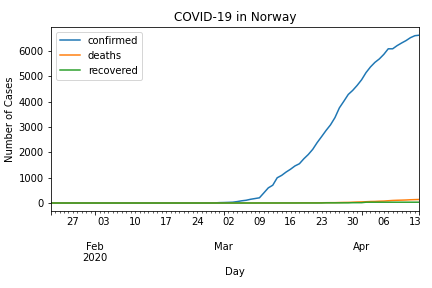 COVID-19 in Norway
confirmed
deaths
recovered
Number of Cases
6000
5000
4000
3000
2000
1000
0
27 03 10 17 24 02 09 16 23 30 06 13
Feb Mar Apr
2020
Day